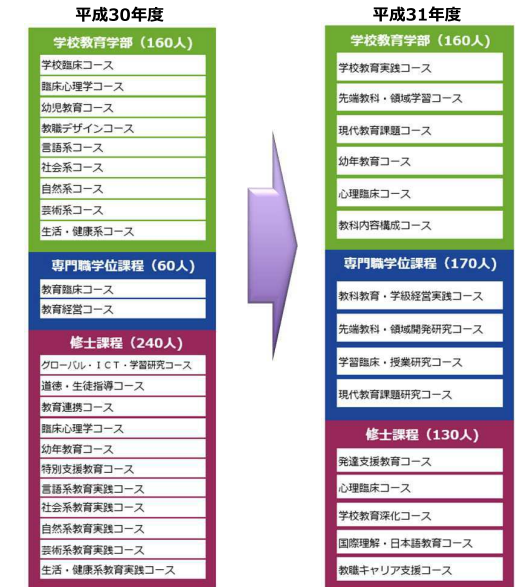 平成30年度
学校教育学部（160人）
学校臨床コース
臨床心理学コース
幼児教育コース
教職デザインコース
言語系コース
社会系コース
自然系コース
芸術系コース
生活・健康系コース
専門職学位課程（60人）
教育臨床コース
教育経営コース
修士課程（240人）
グローバル・ＩＣＴ・学習研究コース
道徳・生徒指導コース
教育連携コース
臨床心理学コース
幼年教育コース
特別支援教育コース
言語系教育実践コース
社会系教育実践コース
自然系教育実践コース
芸術系教育実践コース
生活・健康系教育実践コース
平成31年度
学校教育学部（160人）
学校教育実践コース
先端教科・領域学習コース
現代教育課題コース
幼年教育コース
心理臨床コース
教科内容構成コース
専門職学位課程（170人）
教科教育・学級経営実践コース
先端教科・領域開発研究コース
学習臨床・授業研究コース
現代教育課題研究コース
修士課程（130人）
発達支援教育コース
心理臨床コース
学校教育深化コース
国際理解・日本語教育コース
教職キャリア支援コース